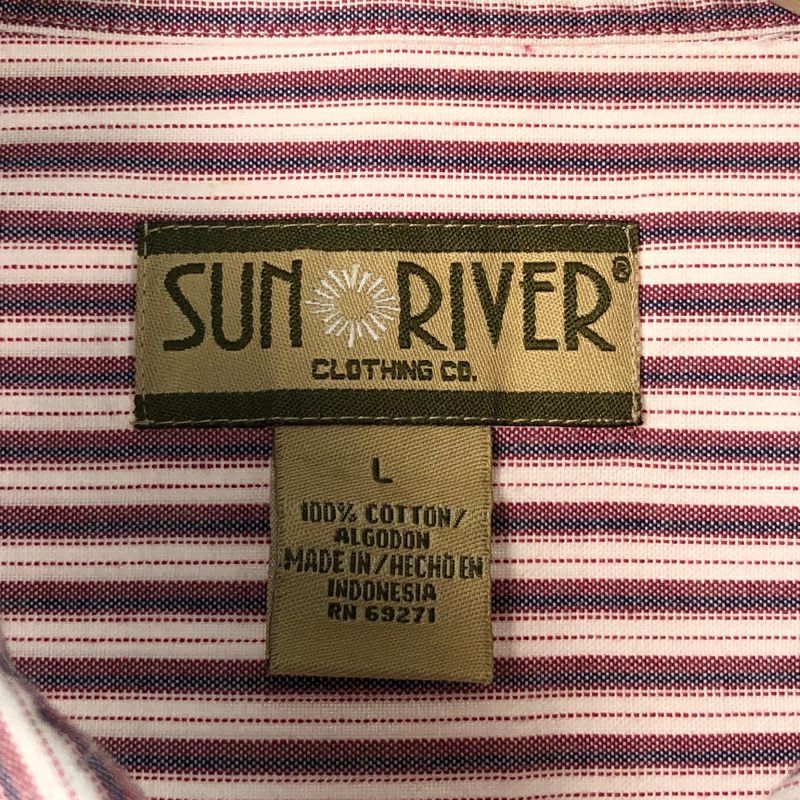 SUN RIVER®
CLOTHING CO.
L
100% COTTON/
ALGODON
MADE IN/HECHO EN
INDONESIA
RN 69271